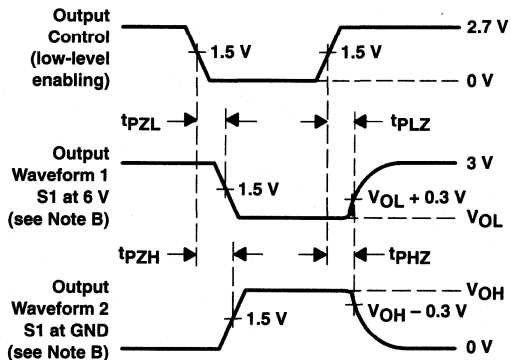 Output
Control
(low-level
enabling)
1.5 V
1.5 V
2.7 V
0 V
tPZL
tPLZ
Output
Waveform 1
S1 at 6 V
(see Note B)
1.5 V
3 V
VOL + 0.3 V
VOL
tPZH
tPHZ
Output
Waveform 2
S1 at GND
(see Note B)
1.5 V
VOH
VOH − 0.3 V
0 V